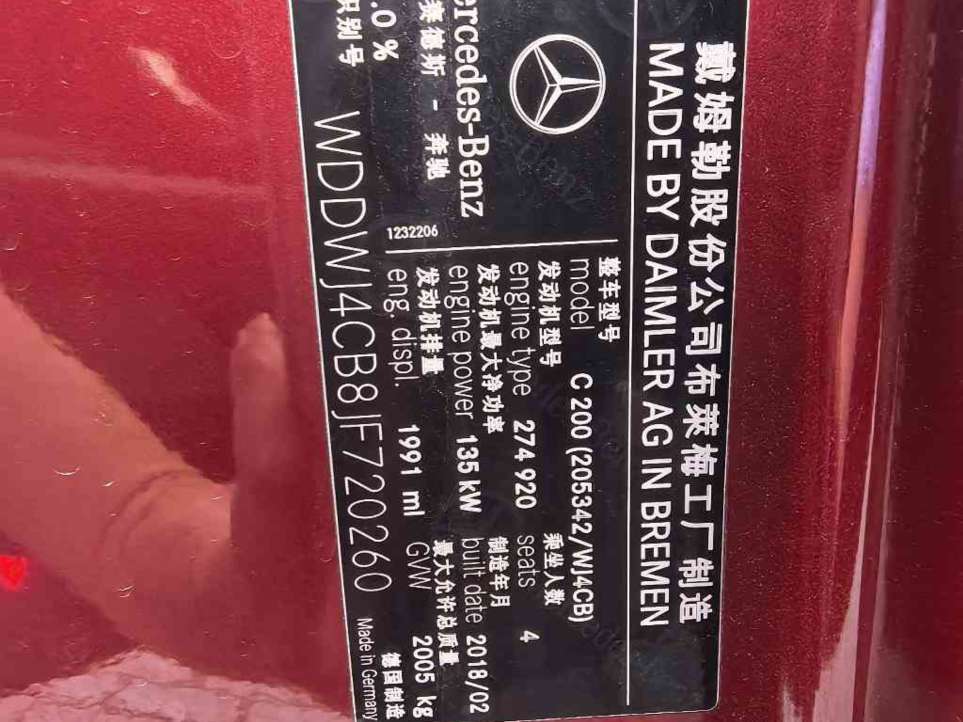 戴姆勒股份公司布莱梅工厂制造
MADE BY DAIMLER AG IN BREMEN
整车型号
model C 200 (205342/WJ4CB)
发动机型号 乘坐人数
engine type 274 920 seats 4
发动机最大净功率 制造年月
engine power 135 kW built date 2018/02
发动机排量 最大允许总质量
eng. displ. 1991 ml GVW 2005 kg
ercedes-Benz
赛德斯 - 奔驰
1232206
.0 %
识别号 德国制造
WDDWJ4CB8JF720260 Made in Germany